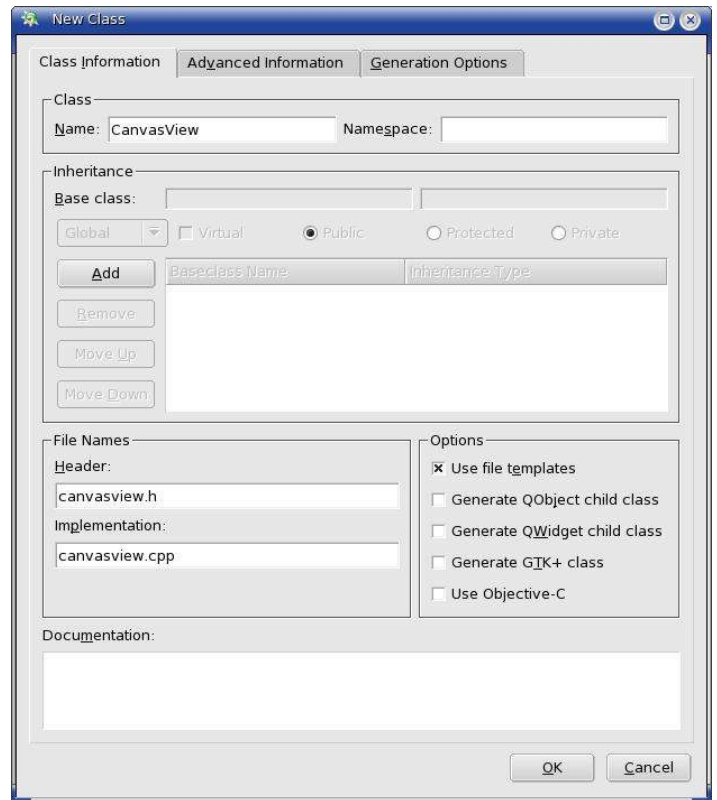 New Class
Class Information Advanced Information Generation Options
Class
Name: CanvasView Namespace:
Inheritance
Base class:
Global Virtual Public Protected Private
Add Baseclass Name Inheritance Type
Remove
Move Up
Move Down
File Names Options
Header: Use file templates
canvasview.h Generate QObject child class
Implementation: Generate QWidget child class
canvasview.cpp Generate GTK+ class
Use Objective-C
Documentation:
OK Cancel